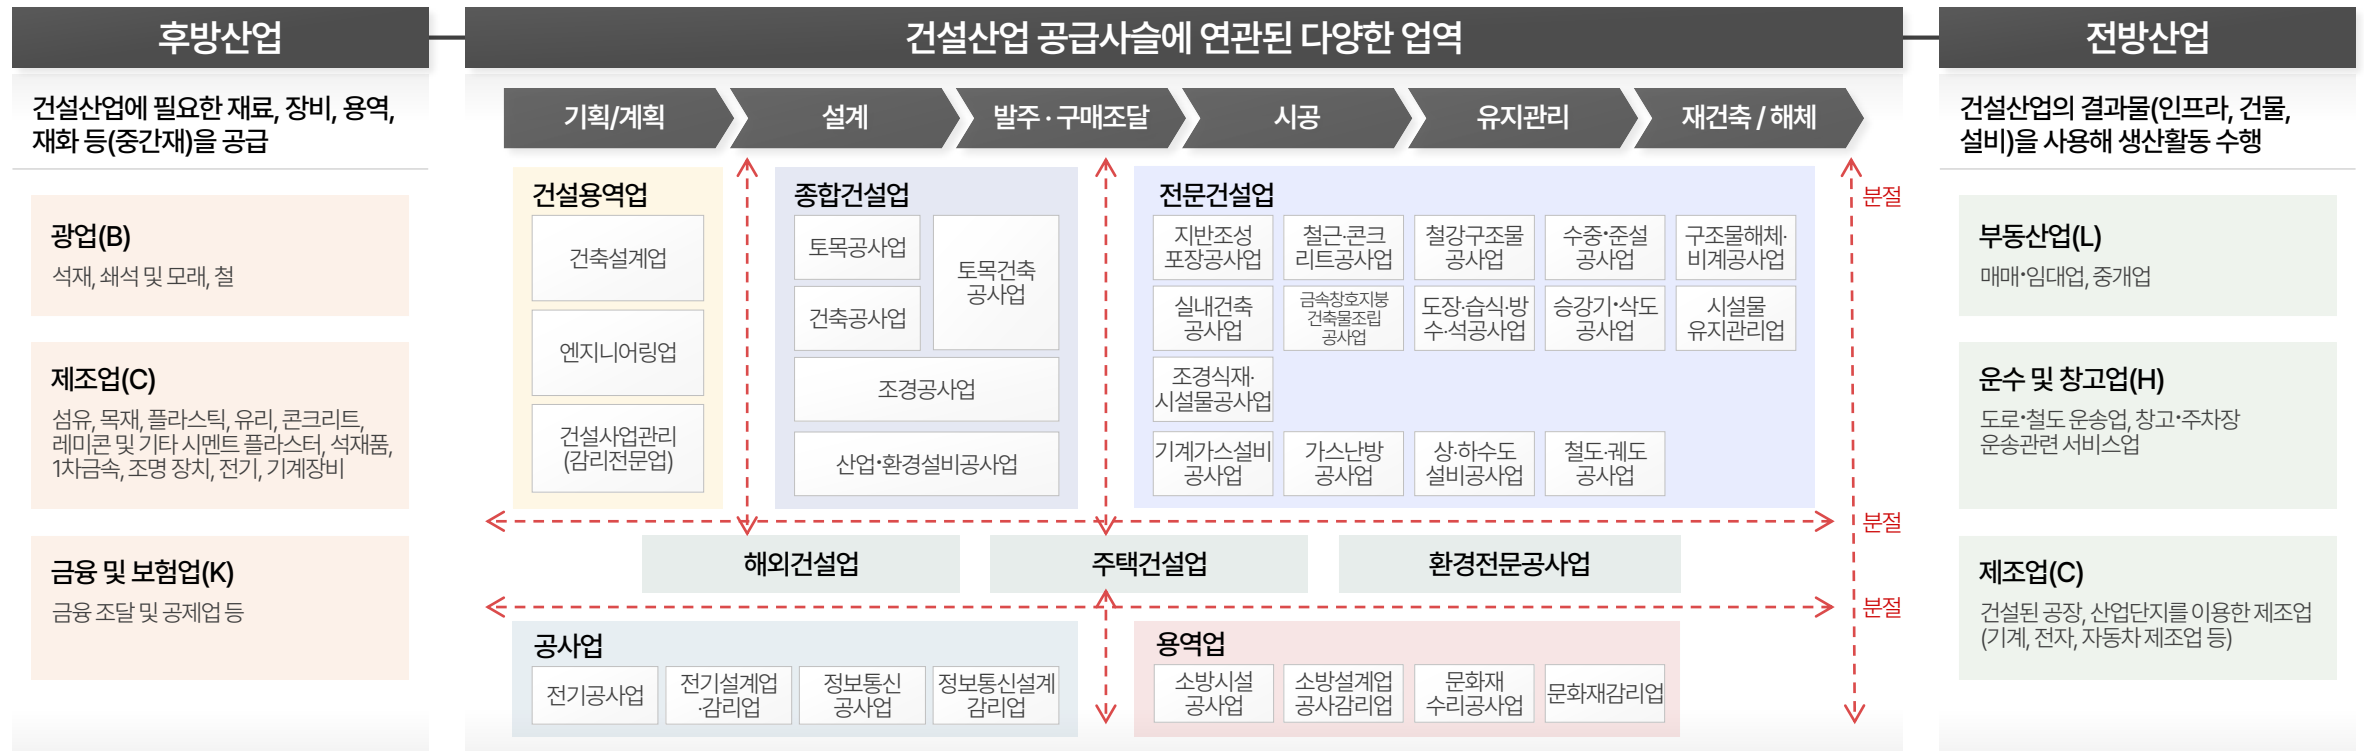 후방산업
건설산업에 필요한 재료, 장비, 용역,
재화 등(중간재)을 공급
광업(B)
석재, 쇄석 및 모래, 철
제조업(C)
섬유, 목재, 플라스틱, 유리, 콘크리트,
레미콘 및 기타 시멘트 플라스터, 석재품,
1차금속, 조명 장치, 전기, 기계장비
금융 및 보험업(K)
금융 조달 및 공제업 등
건설산업 공급사슬에 연관된 다양한 업역
기획/계획
설계
발주 · 구매조달
시공
유지관리
재건축 / 해체
건설용역업
건축설계업
엔지니어링업
건설사업관리
(감리전문업)
종합건설업
토목공사업
건축공사업
토목건축
공사업
조경공사업
산업•환경설비공사업
전문건설업
지반조성
포장공사업
철근·콘크
리트공사업
철강구조물
공사업
수중•준설
공사업
구조물해체·
비계공사업
실내건축
공사업
금속창호지붕
건축물조립
공사업
도장·습식·방
수·석공사업
승강기•삭도
공사업
시설물
유지관리업
조경식재·
시설물공사업
기계가스설비
공사업
가스난방
공사업
상·하수도
설비공사업
철도·궤도
공사업
분절
분절
해외건설업
주택건설업
환경전문공사업
분절
공사업
전기공사업
전기설계업
·감리업
정보통신
공사업
정보통신설계
감리업
용역업
소방시설
공사업
소방설계업
공사감리업
문화재
수리공사업
문화재감리업
전방산업
건설산업의 결과물(인프라, 건물,
설비)을 사용해 생산활동 수행
부동산업(L)
매매•임대업, 중개업
운수 및 창고업(H)
도로•철도 운송업, 창고•주차장
운송관련 서비스업
제조업(C)
건설된 공장, 산업단지를 이용한 제조업
(기계, 전자, 자동차 제조업 등)